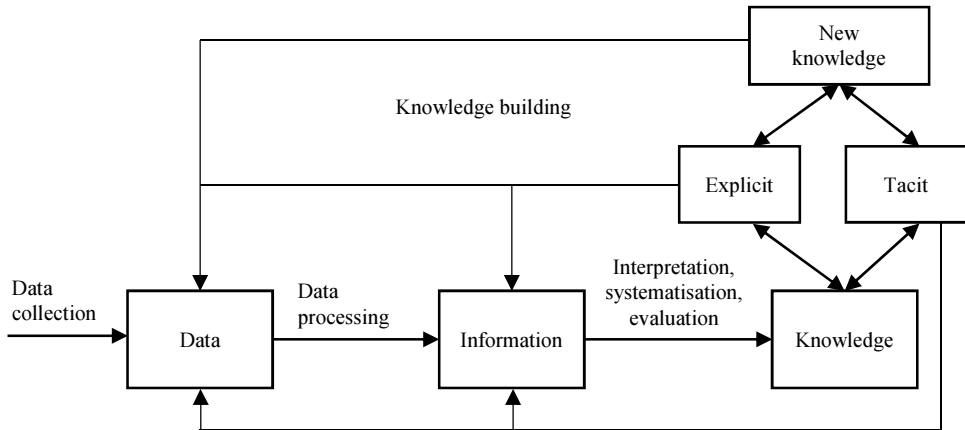 New
knowledge
Knowledge building
Explicit
Tacit
Data
collection
Data
processing
Interpretation,
systematisation,
evaluation
Data
Information
Knowledge